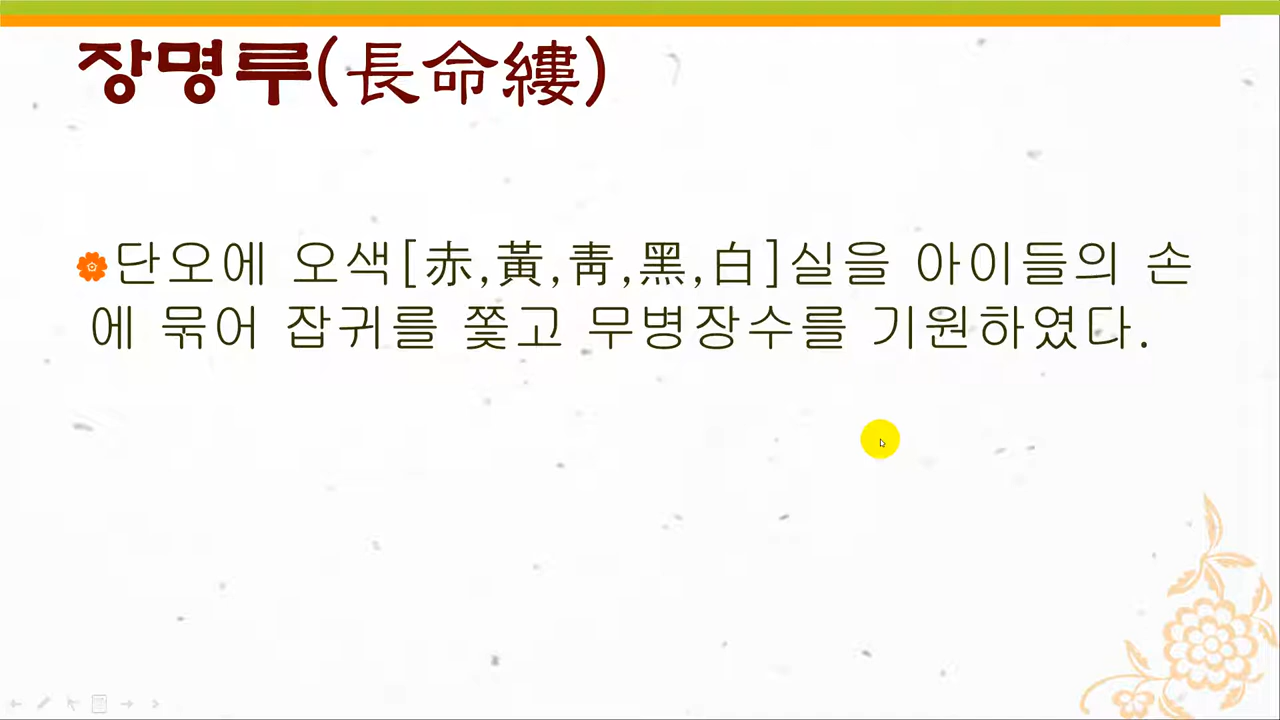 장명루(長命縷)
단오에 오색[赤,黃,靑,黑,白]실을 아이들의 손
에 묶어 잡귀를 쫓고 무병장수를 기원하였다.